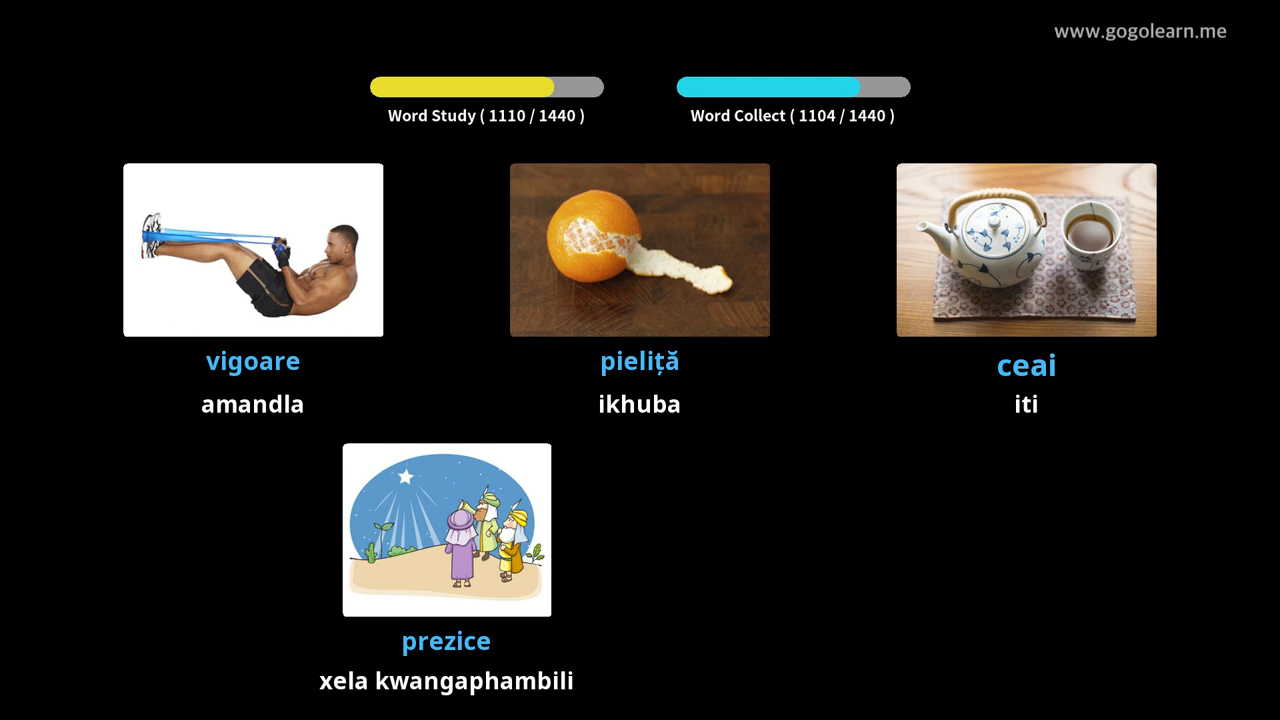 www.gogolearn.me
Word Study ( 1110 / 1440 )
Word Collect ( 1104 / 1440 )
vigoare
pieliță
ceai
amandla
ikhuba
iti
prezice
xela kwangaphambili